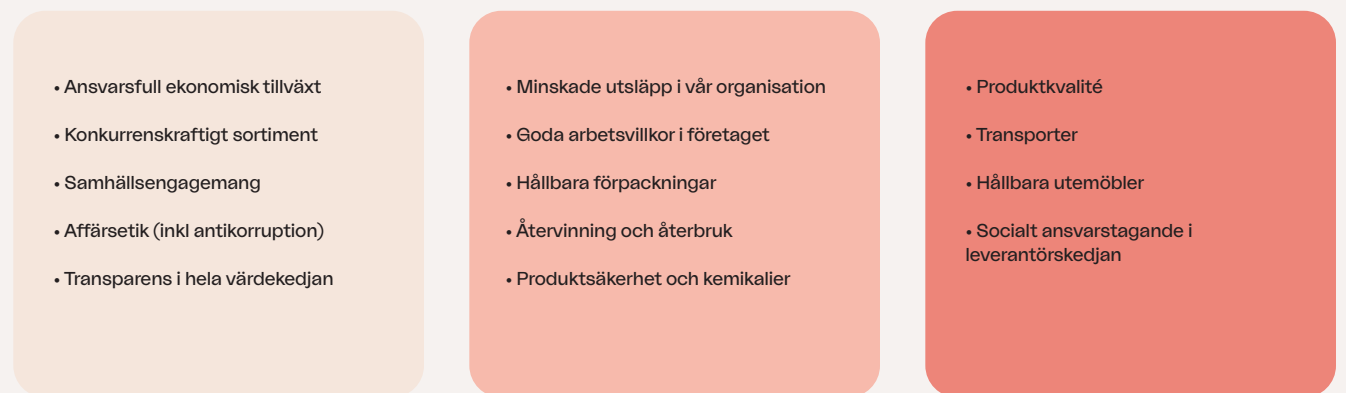 • Ansvarsfull ekonomisk tillväxt
• Konkurrenskraftigt sortiment
• Samhällsengagemang
• Affärsetik (inkl antikorruption)
• Transparens i hela värdekedjan
• Minskade utsläpp i vår organisation
• Goda arbetsvillkor i företaget
• Hållbara förpackningar
• Återvinning och återbruk
• Produktsäkerhet och kemikalier
• Produktkvalité
• Transporter
• Hållbara utemöbler
• Socialt ansvarstagande i
leverantörskedjan